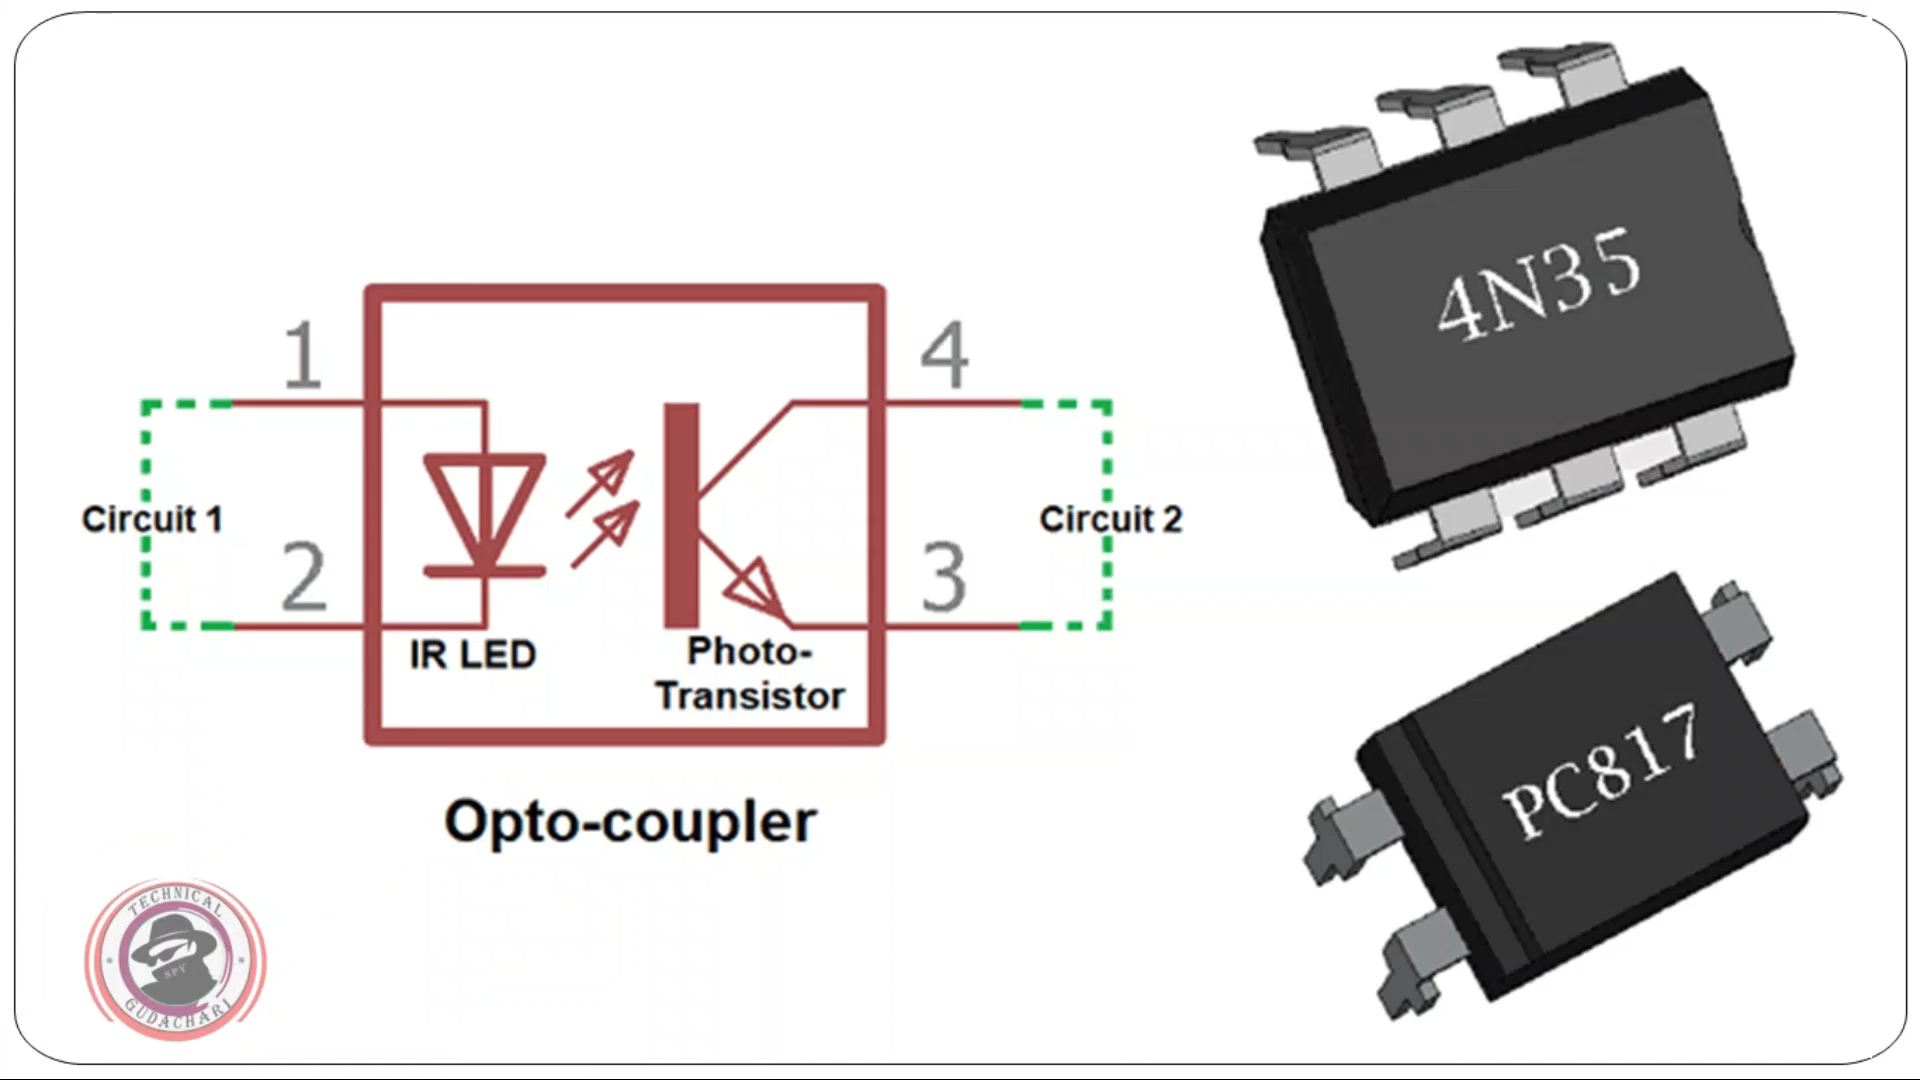 4N35
1
4
Circuit 1
Circuit 2
2
3
IR LED
Photo-
Transistor
PC817
Opto-coupler
TECHNICAL
SPY
GUDACHARI